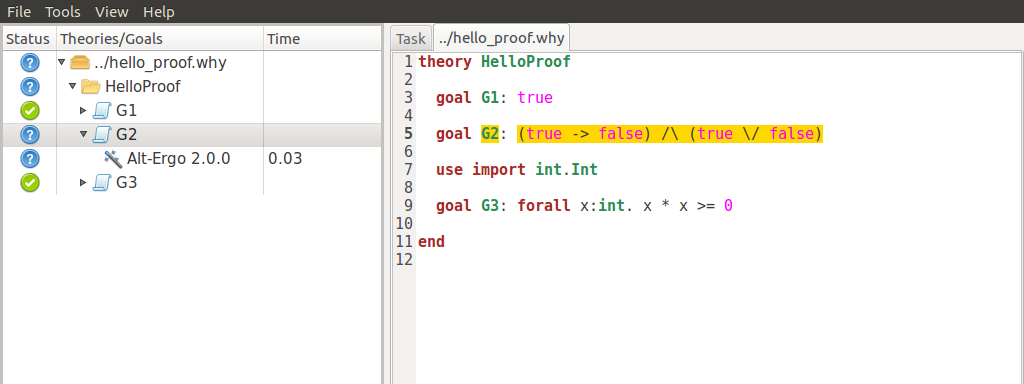 File Tools View Help
Status Theories/Goals Time
../hello_proof.why
HelloProof
G1
G2
Alt-Ergo 2.0.0 0.03
G3
Task ../hello_proof.why
1 theory HelloProof
2
3 goal G1: true
4
5 goal G2: (true -> false) /\ (true \/ false)
6
7 use import int.Int
8
9 goal G3: forall x:int. x * x >= 0
10
11 end
12